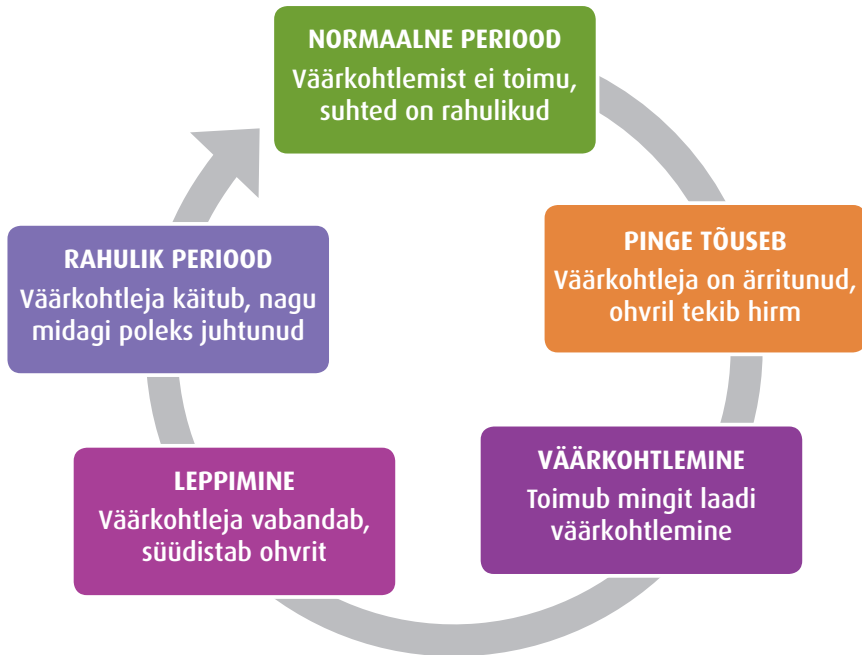 NORMAALNE PERIOOD
Väärkohtlemist ei toimu,
suhted on rahulikud
PINGE TÕUSEB
Väärkohtleja on ärritunud,
ohvril tekib hirm
VÄÄRKOHTLEMINE
Toimub mingit laadi
väärkohtlemine
LEPPIMINE
Väärkohtleja vabandab,
süüdistab ohvrit
RAHULIK PERIOOD
Väärkohtleja käitub, nagu
midagi poleks juhtunud